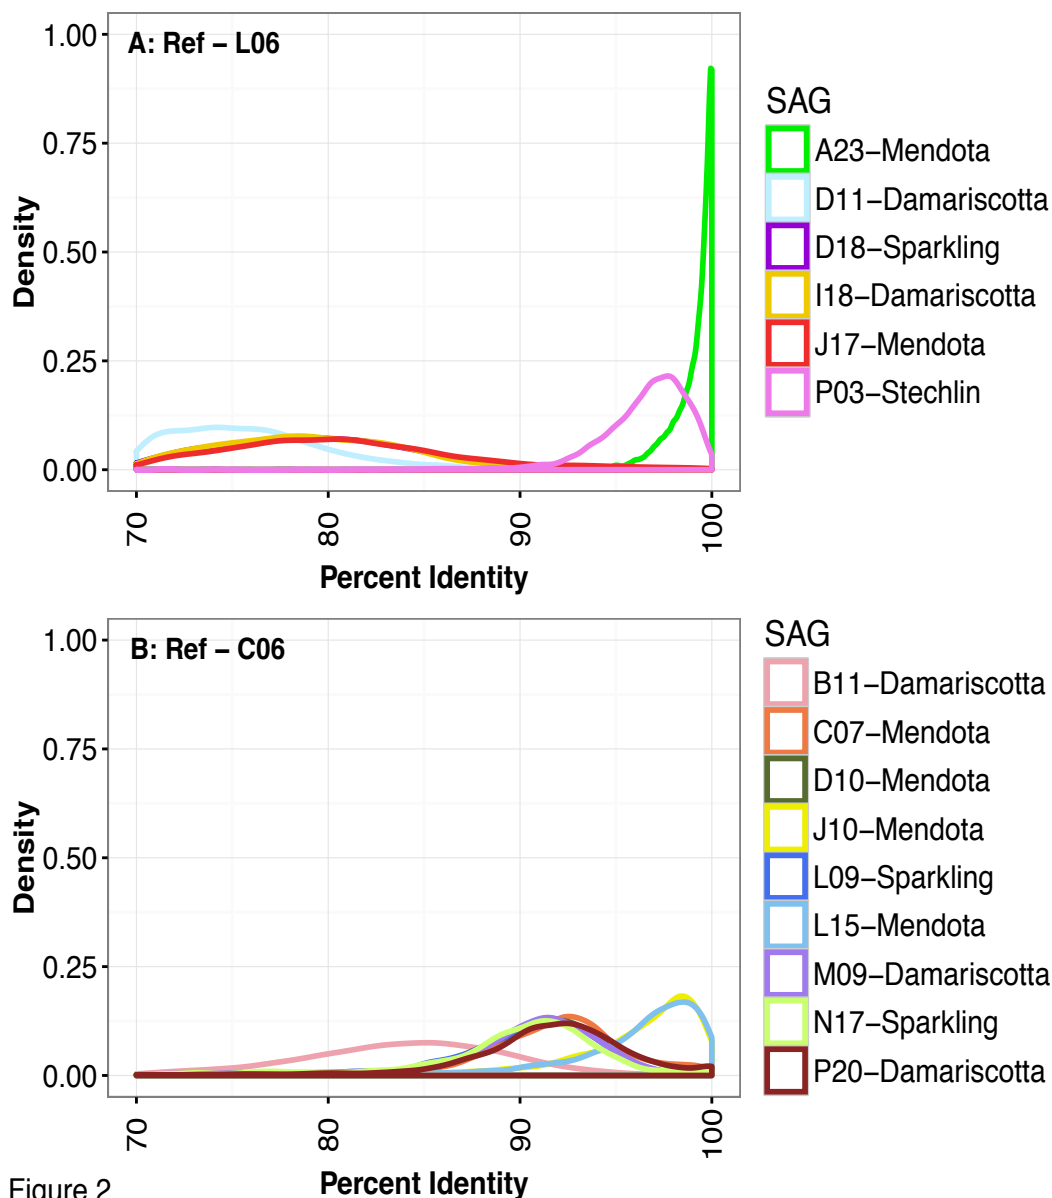 A: Ref – L06
1.00
0.75
0.50
0.25
0.00
Density
70
80
90
100
Percent Identity
SAG
A23–Mendota
D11–Damariscotta
D18–Sparkling
I18–Damariscotta
J17–Mendota
P03–Stechlin
B: Ref – C06
1.00
0.75
0.50
0.25
0.00
Density
70
80
90
100
Percent Identity
SAG
B11–Damariscotta
C07–Mendota
D10–Mendota
J10–Mendota
L09–Sparkling
L15–Mendota
M09–Damariscotta
N17–Sparkling
P20–Damariscotta
Figure 2